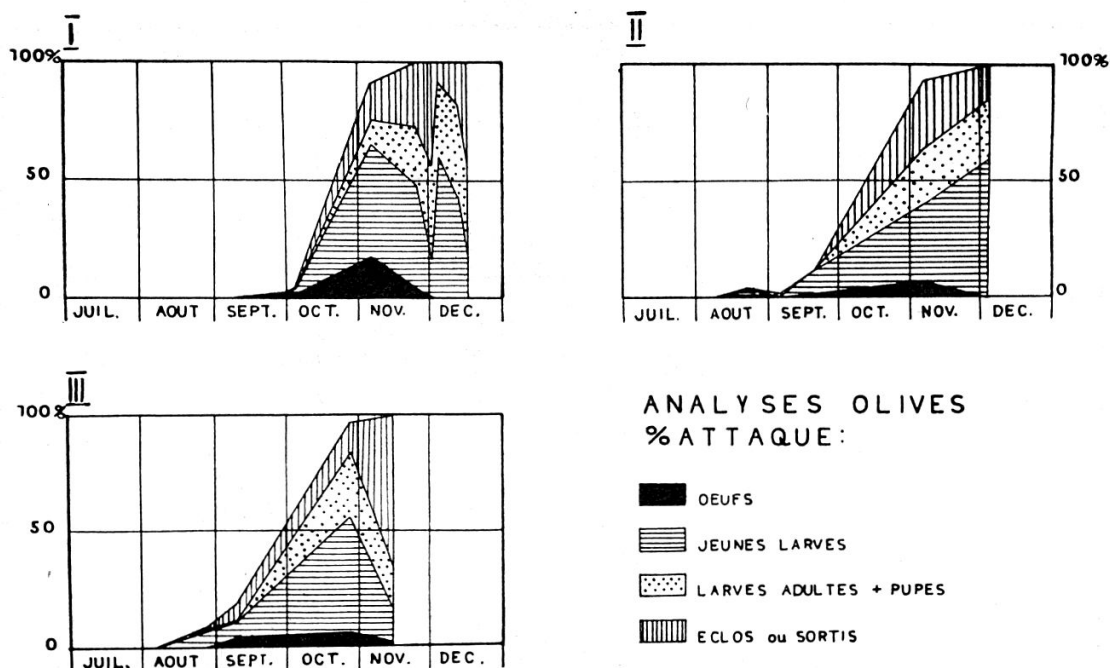 I
100%
50
0
JUIL. AOUT SEPT. OCT. NOV. DEC.
II
100%
50
0
JUIL. AOUT SEPT. OCT. NOV. DEC.
III
100%
50
0
JUIL. AOUT SEPT. OCT. NOV. DEC.
ANALYSES OLIVES
% ATTAQUE:
OEUFS
JEUNES LARVES
LARVES ADULTES + PUPES
ECLOS ou SORTIS